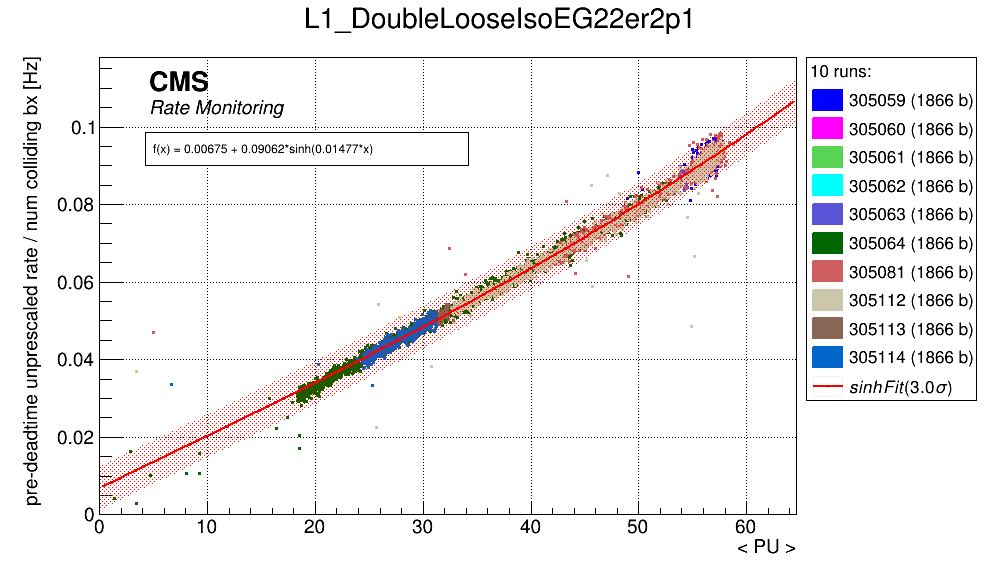 L1_DoubleLooseIsoEG22er2p1
pre-deadtime unprescaled rate / num colliding bx [Hz]
CMS
Rate Monitoring
f(x) = 0.00675 + 0.09062*sinh(0.01477*x)
0.1
0.08
0.06
0.04
0.02
0
0 10 20 30 40 50 60
< PU >
10 runs:
305059 (1866 b)
305060 (1866 b)
305061 (1866 b)
305062 (1866 b)
305063 (1866 b)
305064 (1866 b)
305081 (1866 b)
305112 (1866 b)
305113 (1866 b)
305114 (1866 b)
sinhFit(3.0σ)